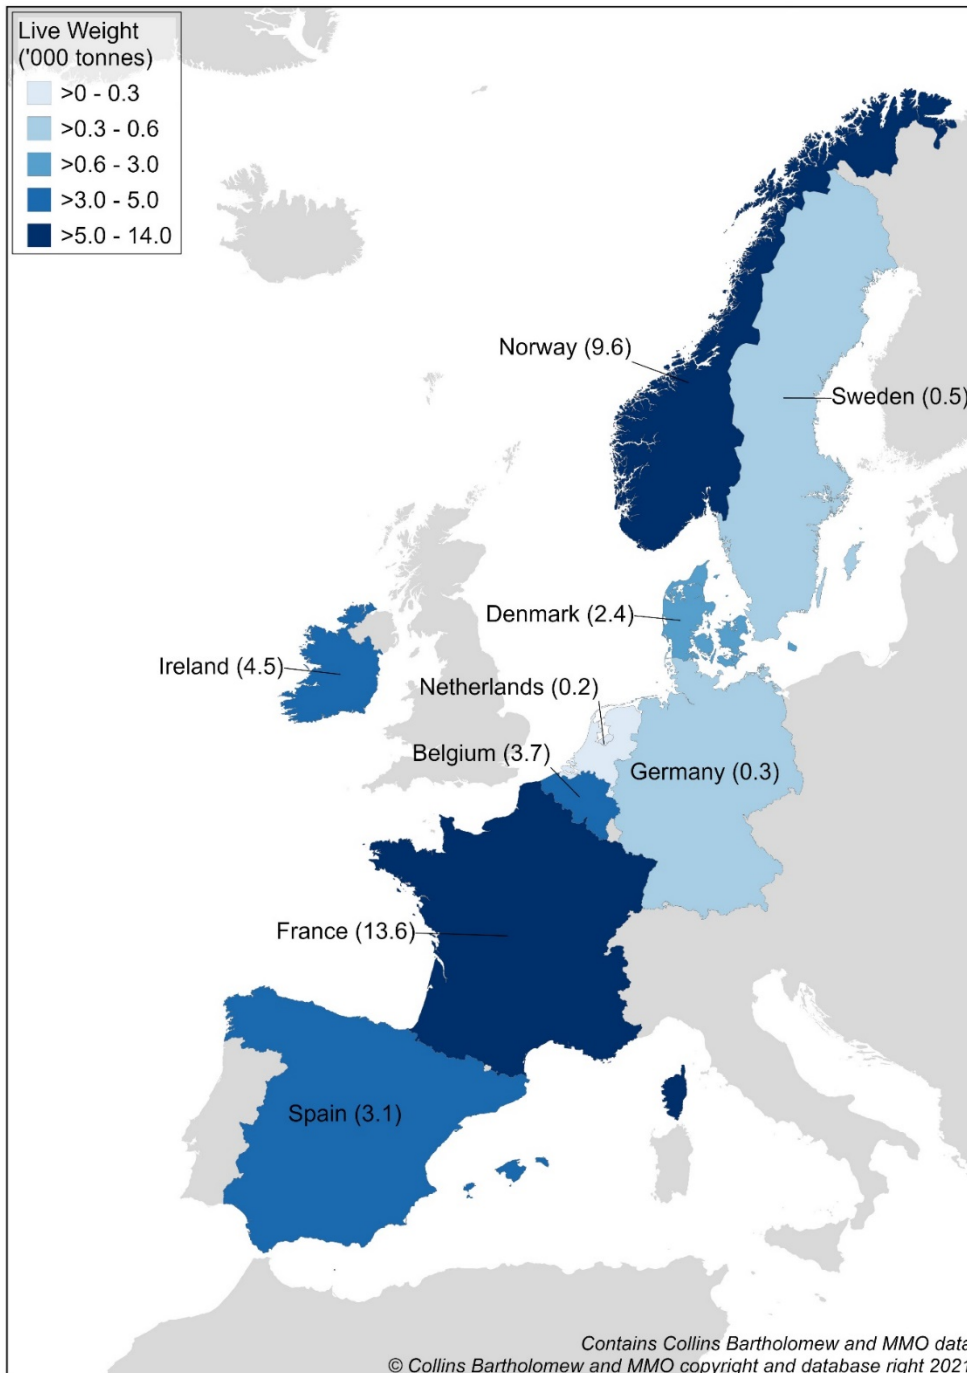 Live Weight
('000 tonnes)
>0 - 0.3
>0.3 - 0.6
>0.6 - 3.0
>3.0 - 5.0
>5.0 - 14.0
Norway (9.6)
Sweden (0.5)
Denmark (2.4)
Ireland (4.5)
Netherlands (0.2)
Belgium (3.7)
Germany (0.3)
France (13.6)
Spain (3.1)
Contains Collins Bartholomew and MMO data
© Collins Bartholomew and MMO copyright and database right 2021